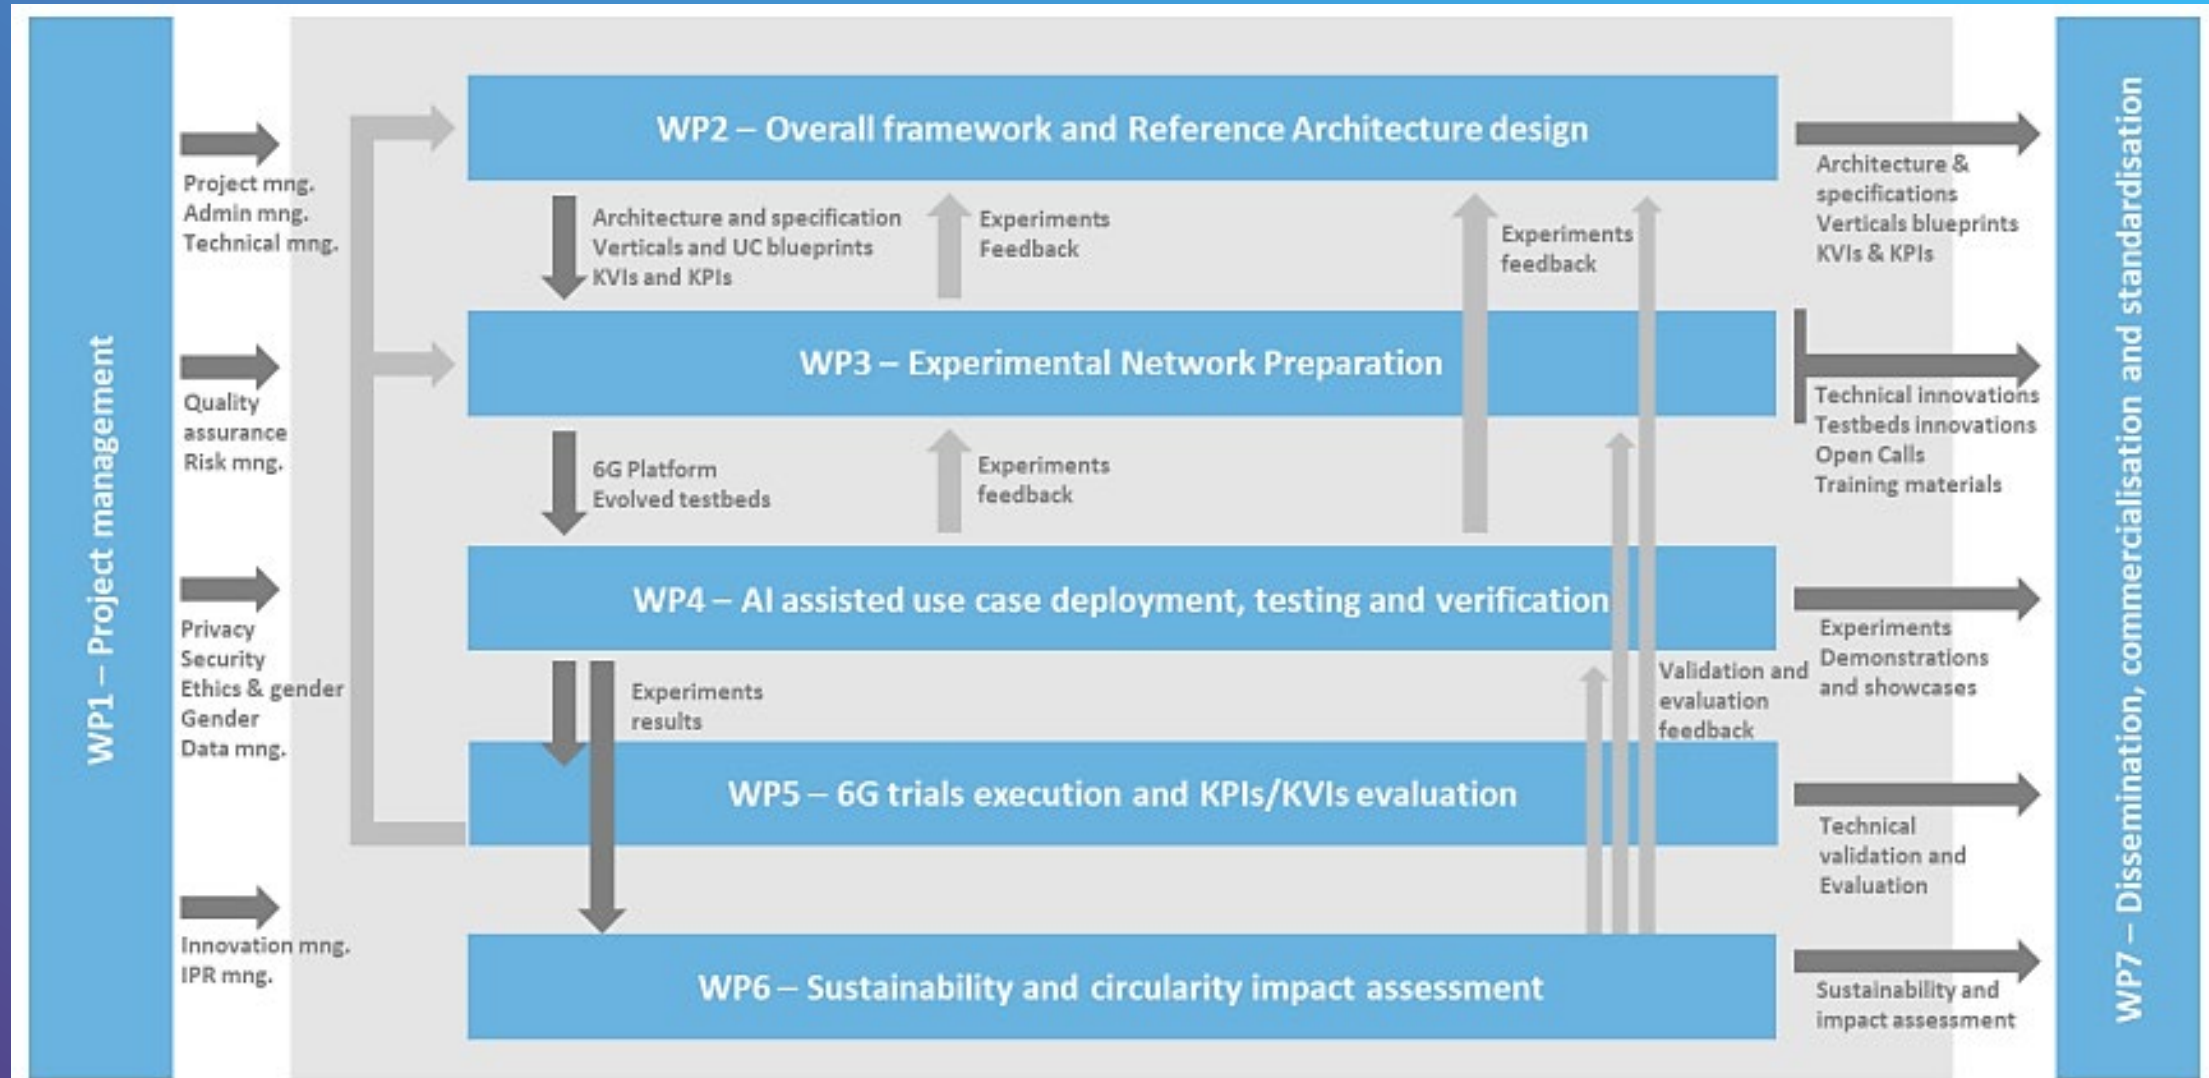 WP1 – Project management
Project mng.
Admin mng.
Technical mng.
Quality
assurance
Risk mng.
Privacy
Security
Ethics & gender
Gender
Data mng.
Innovation mng.
IPR mng.
WP2 – Overall framework and Reference Architecture design
Architecture and specification
Verticals and UC blueprints
KVIs and KPIs
Experiments
Feedback
Experiments
feedback
WP3 – Experimental Network Preparation
6G Platform
Evolved testbeds
Experiments
feedback
WP4 – AI assisted use case deployment, testing and verification
Experiments
results
Validation and
evaluation
feedback
WP5 – 6G trials execution and KPIs/KVIs evaluation
WP6 – Sustainability and circularity impact assessment
Architecture &
specifications
Verticals blueprints
KVIs & KPIs
Technical innovations
Testbeds innovations
Open Calls
Training materials
Experiments
Demonstrations
and showcases
Technical
validation and
Evaluation
Sustainability and
impact assessment
WP7 – Dissemination, commercialisation and standardisation